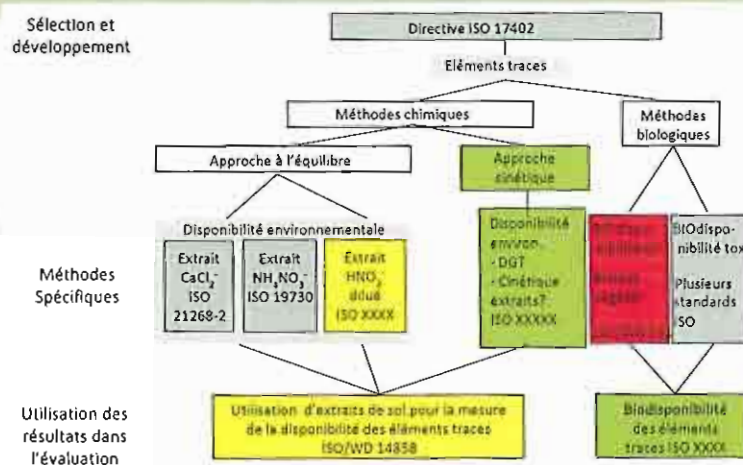 Sélection et
développement
Directive ISO 17402
Eléments traces
Méthodes chimiques
Méthodes
biologiques
Approche à l'équilibre
Approche
cinétique
Disponibilité environnementale
Méthodes
Spécifiques
Extrait
CaCl₂-
ISO
21268-2
Extrait
NH₄NO₃-
ISO 19730
Extrait
HNO₃-
dilué
ISO XXXX
Disponibilité
environ.
- DGT
- Cinétique
extraits?
ISO XXXXX
BIOdispo-
nibilité tox
Plusieurs
standards
ISO
Utilisation des
résultats dans
l'évaluation
Utilisation d'extraits de sol pour la mesure
de la disponibilité des éléments traces
ISO/WD 14858
Biodisponibilité
des éléments
traces ISO XXXX